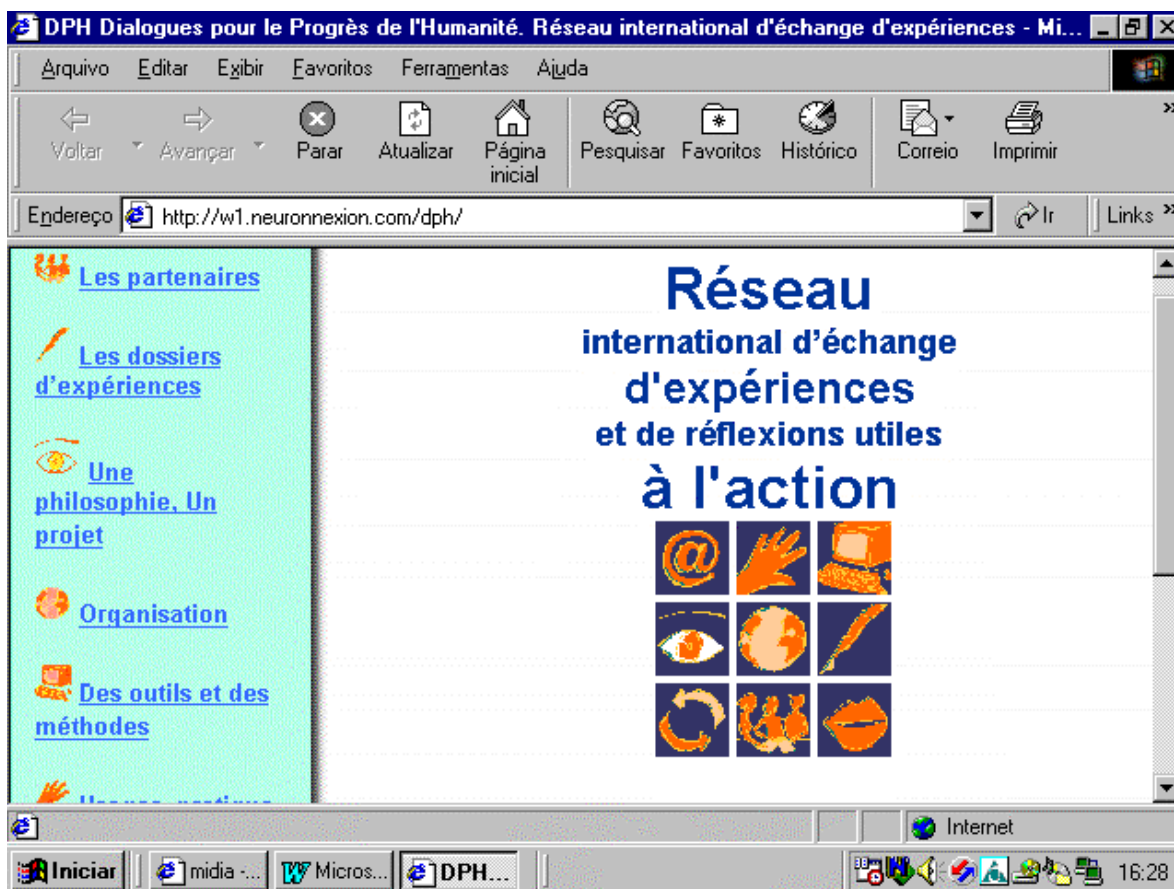 DPH Dialogues pour le Progrès de l'Humanité. Réseau international d'échange d'expériences - Mi...
Arquivo Editar Exibir Favoritos Ferramentas Ajuda
Voltar Avançar Parar Atualizar Página inicial Pesquisar Favoritos Histórico Correio Imprimir
Endereço http://w1.neuronnexion.com/dph/ Ir Links
Les partenaires
Les dossiers
d'expériences
Une
philosophie, Un
projet
Organisation
Des outils et des
méthodes
Réseau
international d'échange
d'expériences
et de réflexions utiles
à l'action
@
Internet
Iniciar midia -... Micros... DPH... 16:28